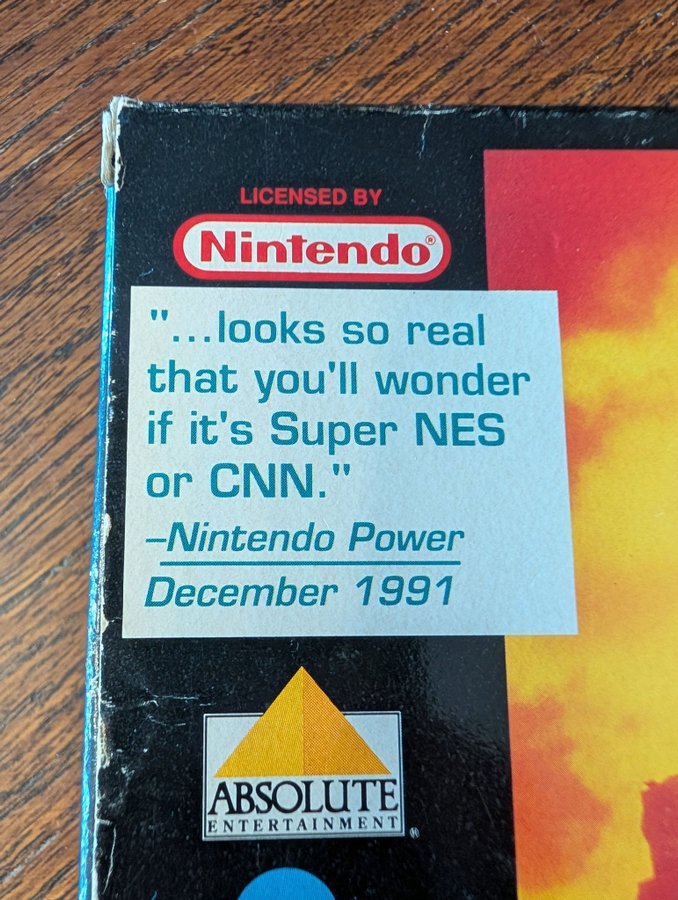 LICENSED BY
Nintendo®
"...looks so real
that you'll wonder
if it's Super NES
or CNN."
–Nintendo Power
December 1991
ABSOLUTE
ENTERTAINMENT®